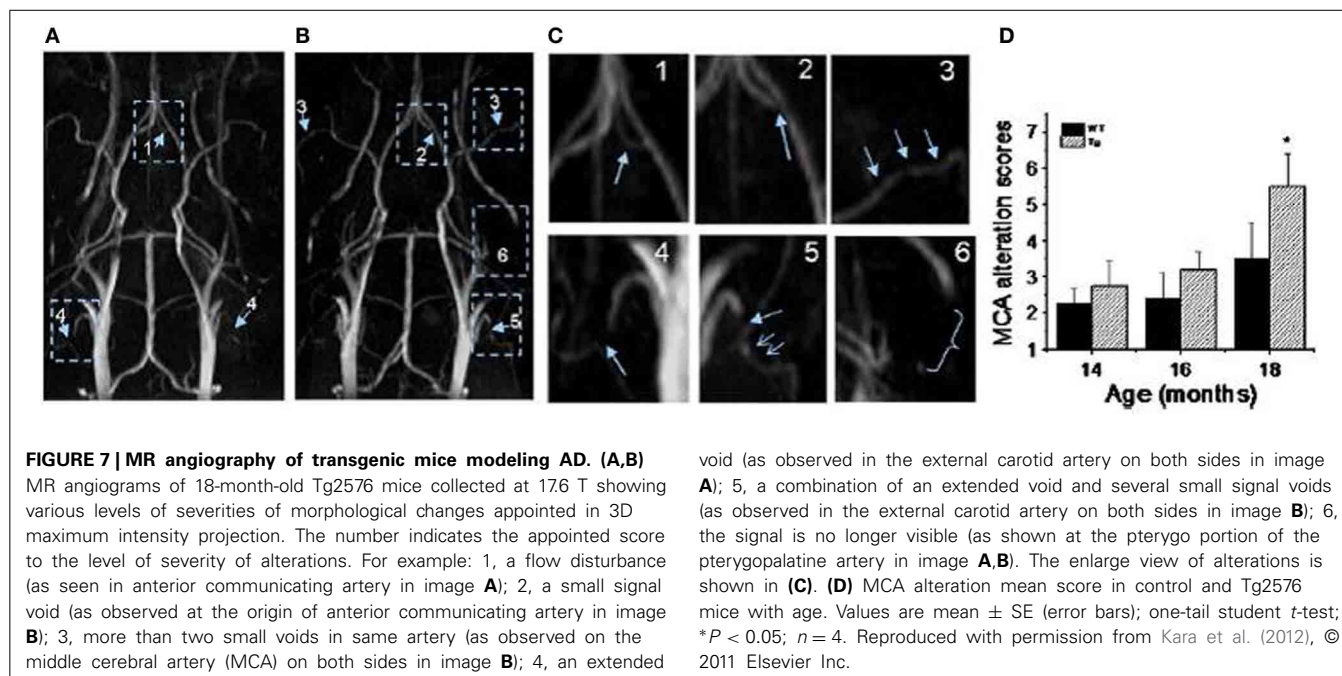 A
B
C
D
1
2
3
3
3
4
4
5
6
1
2
3
4
5
6
MCA alteration scores
7
6
5
4
3
2
1
WT
TG
*
14
16
18
Age (months)
FIGURE 7 | MR angiography of transgenic mice modeling AD. (A,B)
MR angiograms of 18-month-old Tg2576 mice collected at 17.6 T showing
various levels of severities of morphological changes appointed in 3D
maximum intensity projection. The number indicates the appointed score
to the level of severity of alterations. For example: 1, a flow disturbance
(as seen in anterior communicating artery in image A); 2, a small signal
void (as observed at the origin of anterior communicating artery in image
B); 3, more than two small voids in same artery (as observed on the
middle cerebral artery (MCA) on both sides in image B); 4, an extended
void (as observed in the external carotid artery on both sides in image
A); 5, a combination of an extended void and several small signal voids
(as observed in the external carotid artery on both sides in image B); 6,
the signal is no longer visible (as shown at the pterygo portion of the
pterygopalatine artery in image A,B). The enlarge view of alterations is
shown in (C). (D) MCA alteration mean score in control and Tg2576
mice with age. Values are mean ± SE (error bars); one-tail student t-test;
*P < 0.05; n = 4. Reproduced with permission from Kara et al. (2012), ©
2011 Elsevier Inc.